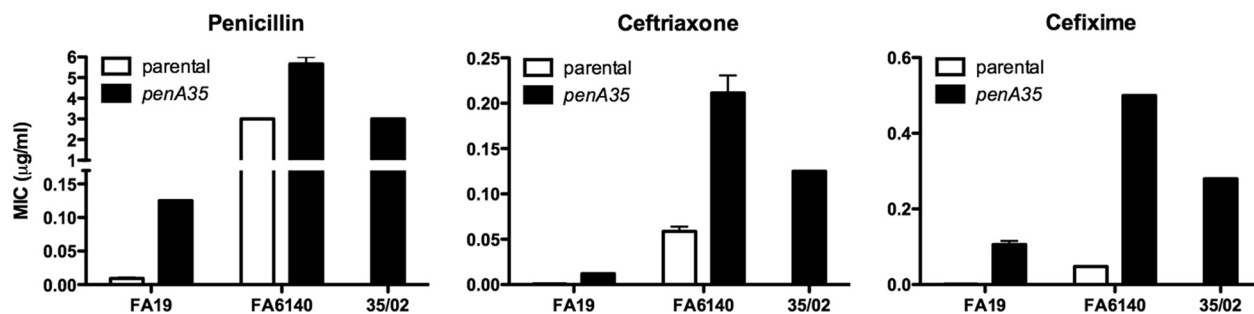 Penicillin
MIC (μg/ml)
6
5
4
3
2
1
0.15
0.10
0.05
0.00
parental
penA35
FA19 FA6140 35/02
Ceftriaxone
0.25
0.20
0.15
0.10
0.05
0.00
parental
penA35
FA19 FA6140 35/02
Cefixime
0.6
0.4
0.2
0.0
parental
penA35
FA19 FA6140 35/02